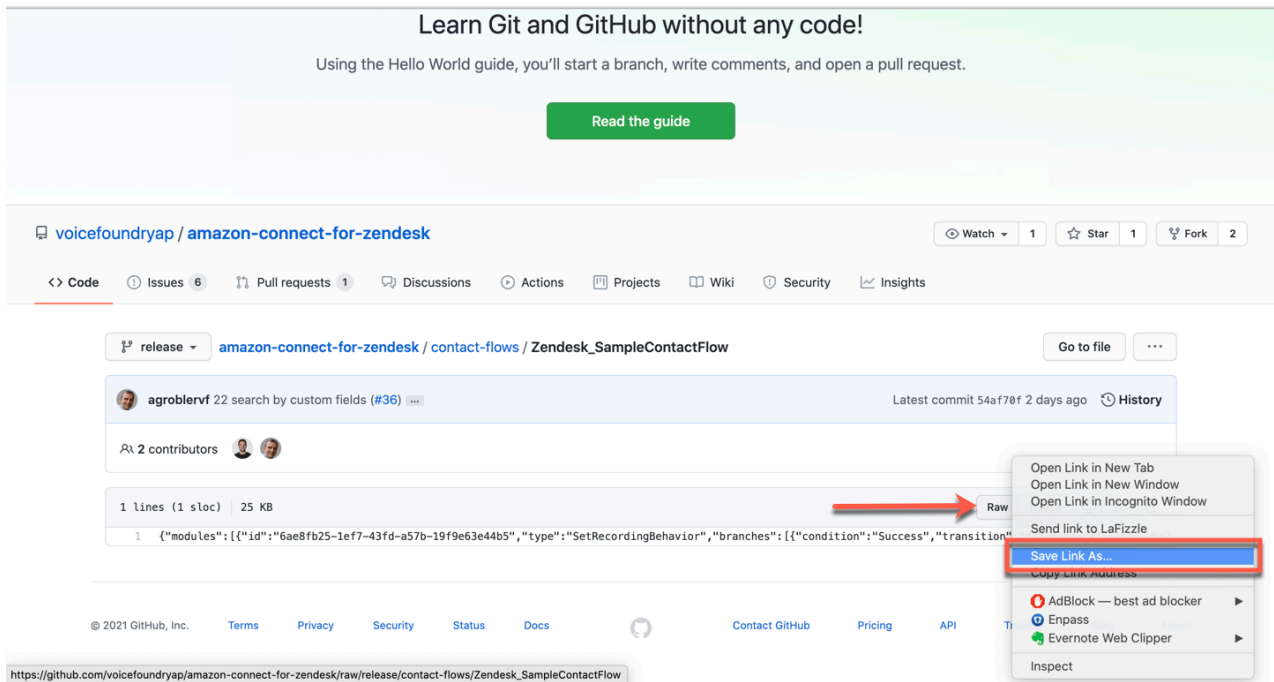 Learn Git and GitHub without any code!
Using the Hello World guide, you’ll start a branch, write comments, and open a pull request.
Read the guide
voicefoundryap / amazon-connect-for-zendesk
Watch 1 Star 1 Fork 2
Code Issues 6 Pull requests 1 Discussions Actions Projects Wiki Security Insights
release amazon-connect-for-zendesk / contact-flows / Zendesk_SampleContactFlow Go to file ...
agroblervf 22 search by custom fields (#36) ... Latest commit 54af70f 2 days ago History
2 contributors
1 lines (1 sloc) 25 KB Raw
1 {"modules":[{"id":"6ae8fb25-1ef7-43fd-a57b-19f9e63e44b5","type":"SetRecordingBehavior","branches":[{"condition":"Success","transition"
Open Link in New Tab
Open Link in New Window
Open Link in Incognito Window
Send link to LaFizzle
Save Link As...
Copy Link Address
AdBlock — best ad blocker
Enpass
Evernote Web Clipper
Inspect
© 2021 GitHub, Inc. Terms Privacy Security Status Docs Contact GitHub Pricing API
https://github.com/voicefoundryap/amazon-connect-for-zendesk/raw/release/contact-flows/Zendesk_SampleContactFlow